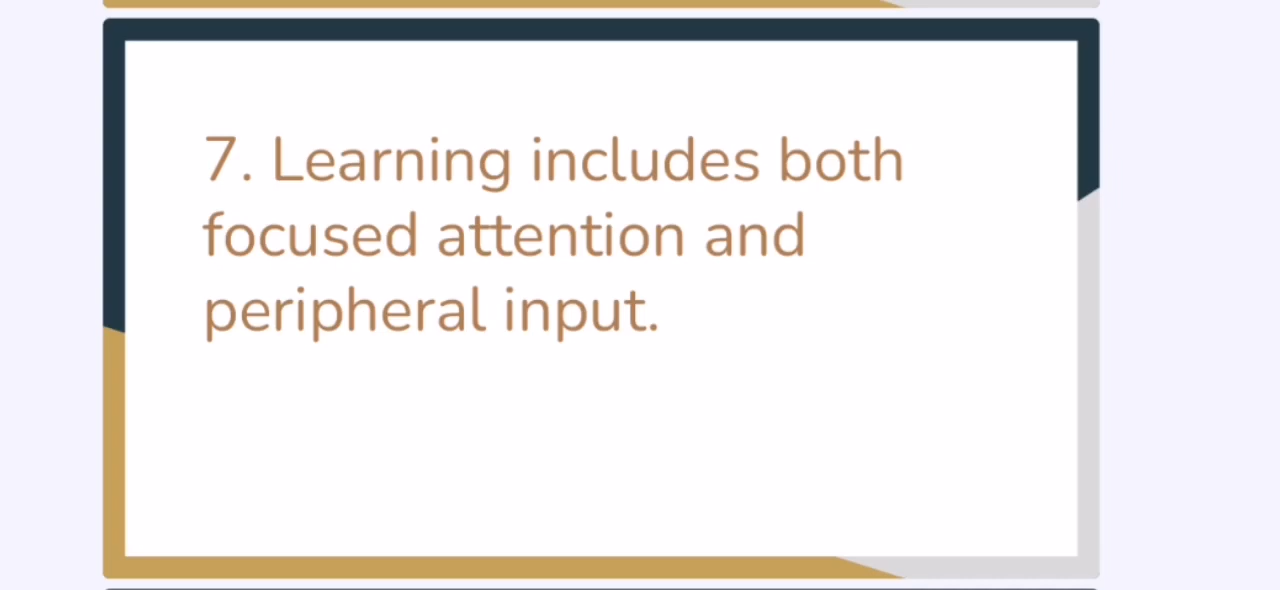 7. Learning includes both
focused attention and
peripheral input.